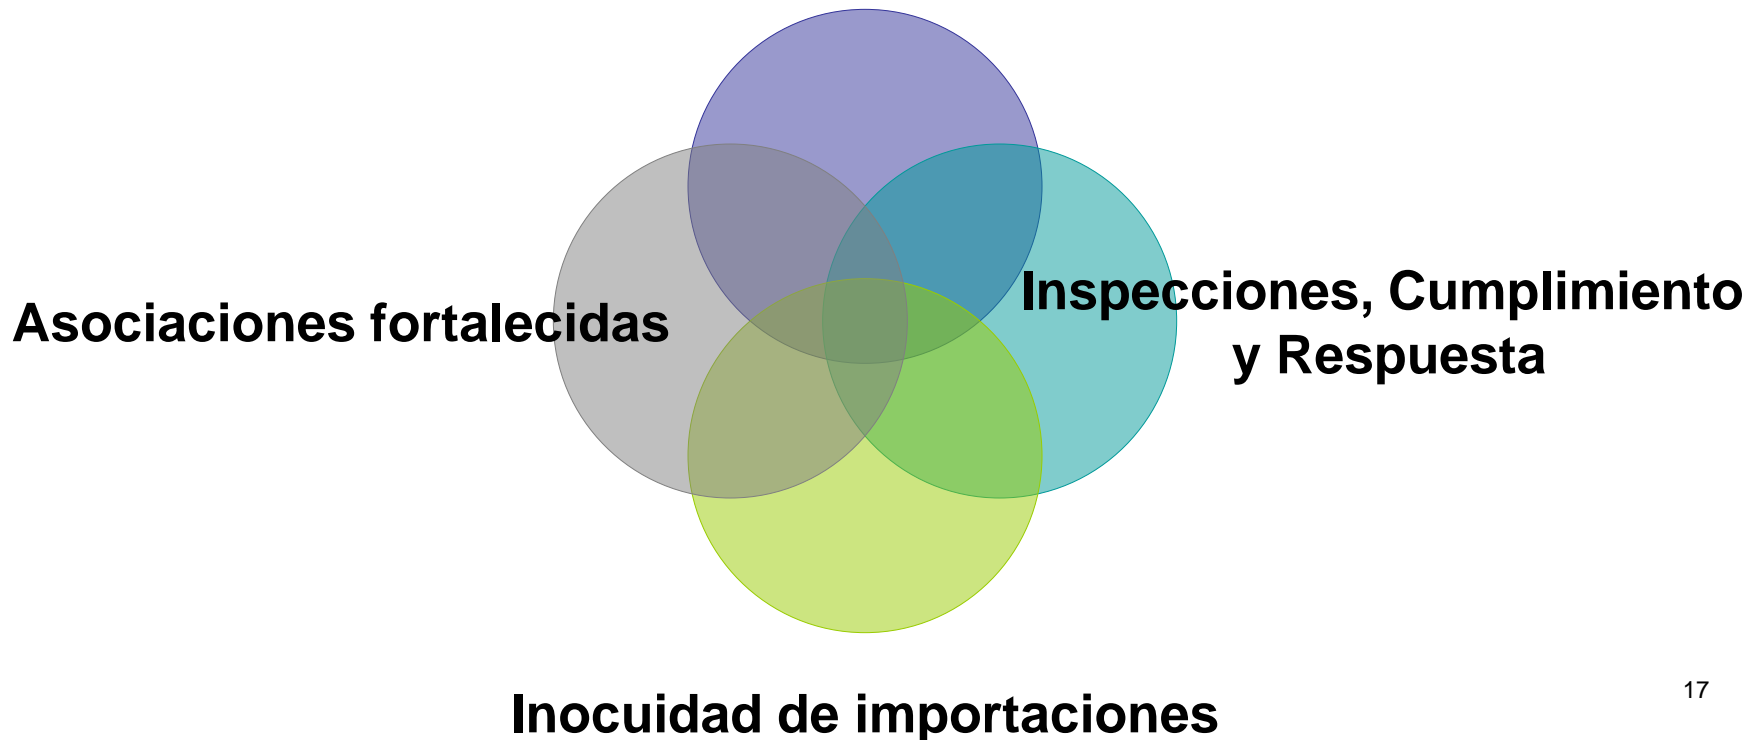 Asociaciones fortalecidas
Inspecciones, Cumplimiento
y Respuesta
Inocuidad de importaciones
17